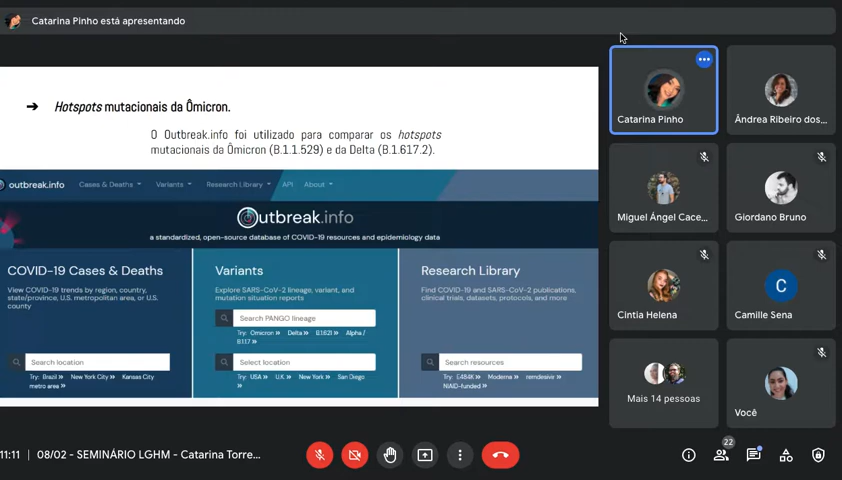 Catarina Pinho está apresentando
➔ Hotspots mutacionais da Ômicron.
O Outbreak.info foi utilizado para comparar os hotspots
mutacionais da Ômicron (B.1.1.529) e da Delta (B.1.617.2).
outbreak.info Cases & Deaths Variants Research Library API About
Outbreak.info
a standardized, open-source database of COVID-19 resources and epidemiology data
COVID-19 Cases & Deaths
View COVID-19 trends by region, country,
state/province, U.S. metropolitan area, or U.S.
county
Search location
Try: Brazil » New York City » Kansas City
metro area »
Variants
Explore SARS-CoV-2 lineage, variant, and
mutation situation reports
Search PANGO lineage
Try: Omicron » Delta » B.1.621 » Alpha /
B.1.1.7 »
Select location
Try: USA » U.K. » New York » San Diego
»
Research Library
Find COVID-19 and SARS-CoV-2 publications,
clinical trials, datasets, protocols, and more
Search resources
Try: E484K » Moderna » remdesivir »
NIAID-funded »
Catarina Pinho
Ândrea Ribeiro dos...
Miguel Ángel Cace...
Giordano Bruno
Cintia Helena
C
Camille Sena
Mais 14 pessoas
Você
11:11 | 08/02 - SEMINÁRIO LGHM - Catarina Torre...
22